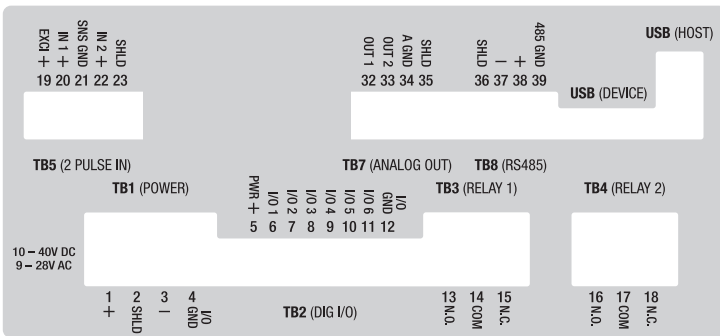 USB (HOST)
EXCI + IN 1 + SNS GND IN 2 + SHLD
19 20 21 22 23
OUT 1 OUT 2 A GND SHLD
32 33 34 35
SHLD − + 485 GND
36 37 38 39
USB (DEVICE)
TB5 (2 PULSE IN)
TB7 (ANALOG OUT)
TB8 (RS485)
TB1 (POWER)
PWR + I/O 1 I/O 2 I/O 3 I/O 4 I/O 5 I/O 6 I/O GND
5 6 7 8 9 10 11 12
TB3 (RELAY 1)
TB4 (RELAY 2)
10 – 40V DC
9 – 28V AC
1 2 3 4
+ SHLD − I/O GND
TB2 (DIG I/O)
13 14 15
N.O. COM N.C.
16 17 18
N.O. COM N.C.